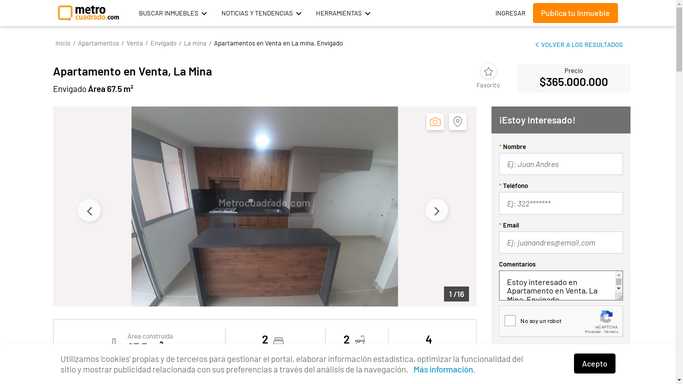 metro
cuadrado.com
BUSCAR INMUEBLES
NOTICIAS Y TENDENCIAS
HERRAMIENTAS
INGRESAR
Publica tu Inmueble
Inicio / Apartamentos / Venta / Envigado / La mina / Apartamentos en Venta en La mina, Envigado
VOLVER A LOS RESULTADOS
Apartamento en Venta, La Mina
Envigado Área 67.5 m²
Favorito
Precio
$365.000.000
Metrocuadrado.com
1 /16
¡Estoy Interesado!
* Nombre
Ej: Juan Andres
* Teléfono
Ej: 322*******
* Email
Ej: juanandres@email.com
Comentarios
Estoy interesado en
Apartamento en Venta, La
Mina, Envigado
No soy un robot
reCAPTCHA
Privacidad - Términos
Área construida
2
2
4
Utilizamos 'cookies' propias y de terceros para gestionar el portal, elaborar información estadística, optimizar la funcionalidad del
sitio y mostrar publicidad relacionada con sus preferencias a través del análisis de la navegación. Más información.
Acepto